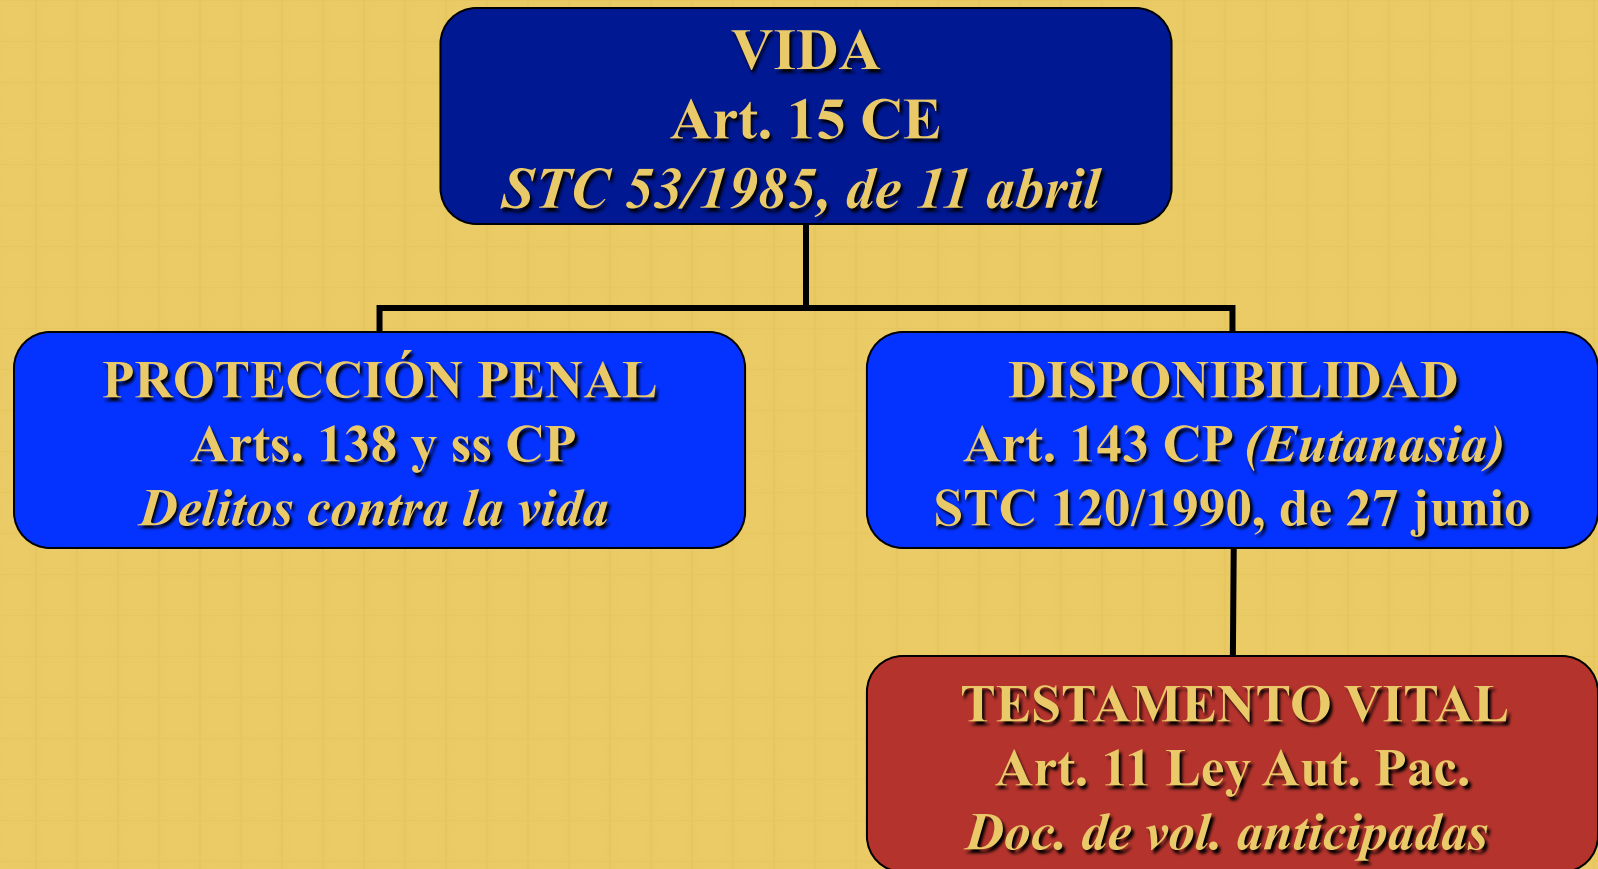 VIDA
Art. 15 CE
STC 53/1985, de 11 abril
PROTECCIÓN PENAL
Arts. 138 y ss CP
Delitos contra la vida
DISPONIBILIDAD
Art. 143 CP (Eutanasia)
STC 120/1990, de 27 junio
TESTAMENTO VITAL
Art. 11 Ley Aut. Pac.
Doc. de vol. anticipadas